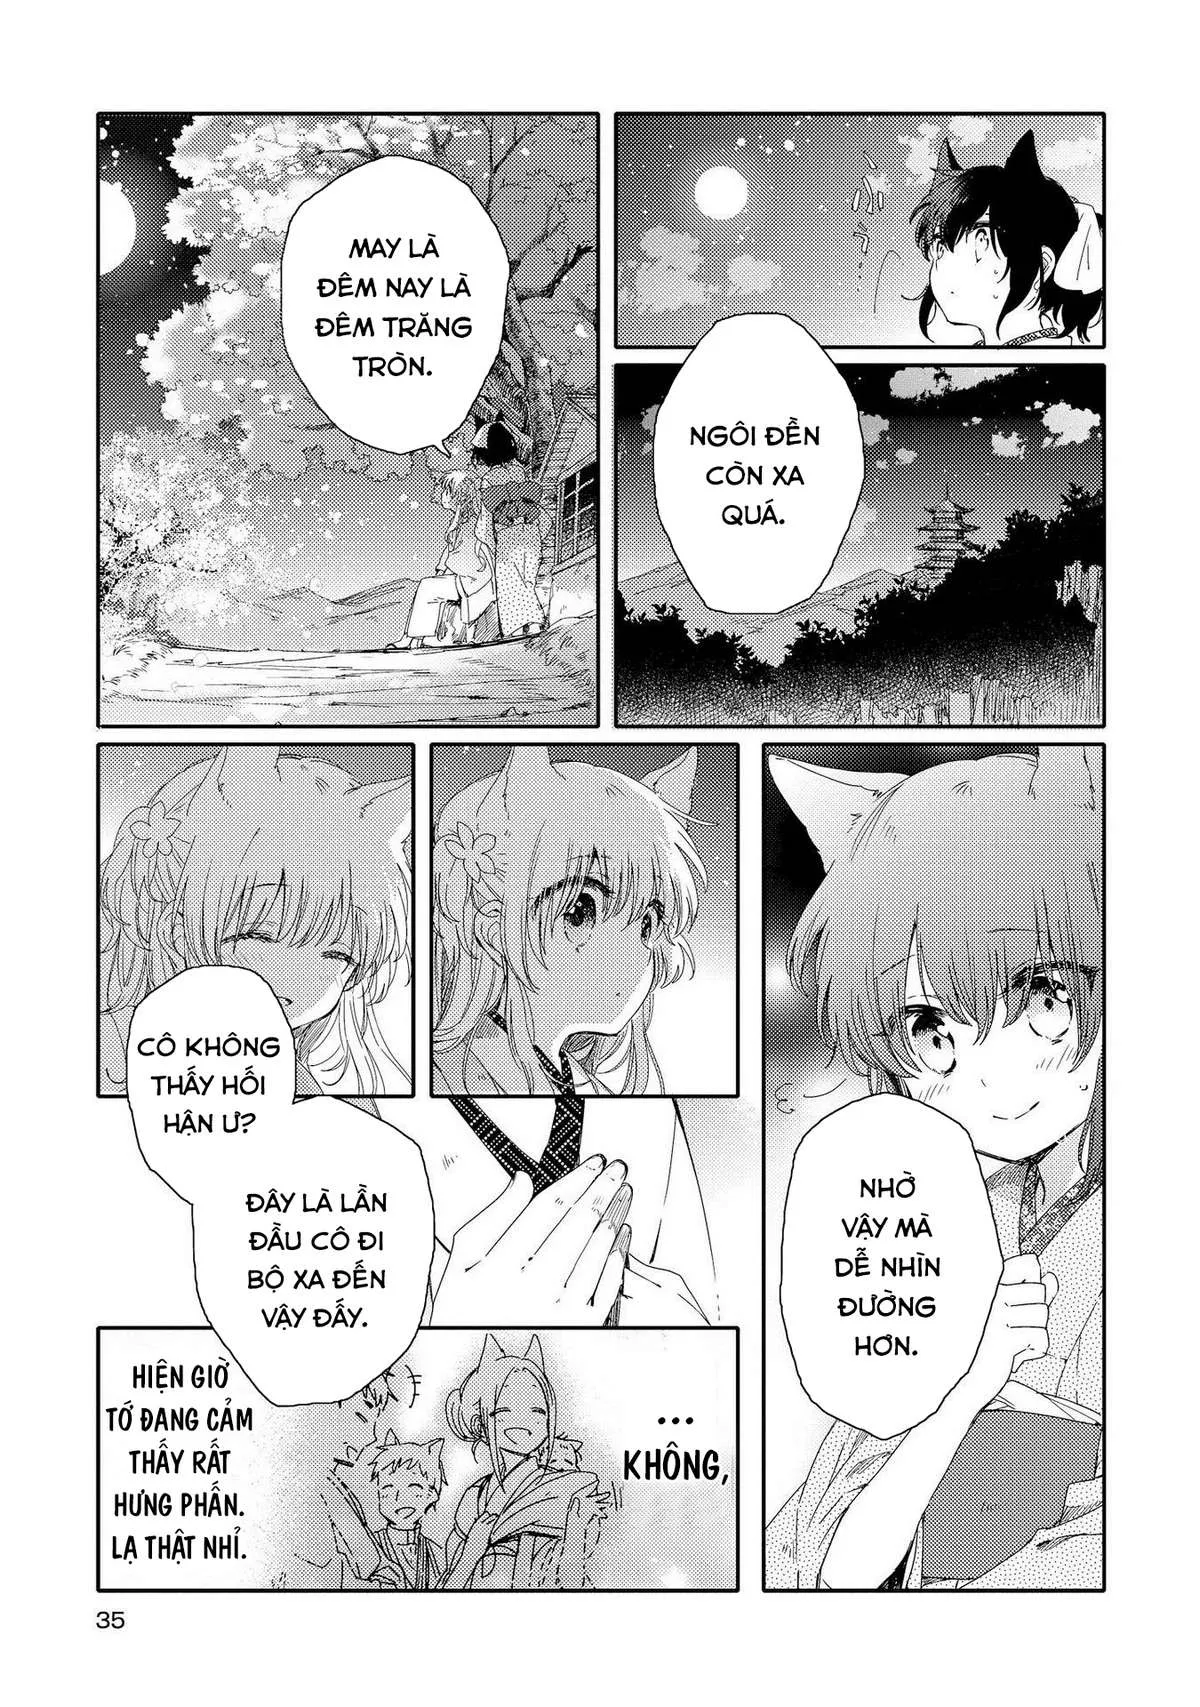 ふぅ
NGÔI ĐỀN
CÒN XA
QUÁ.
MAY LÀ
ĐÊM NAY LÀ
ĐÊM TRĂNG
TRÒN.
NHỜ
VẬY MÀ
DỄ NHÌN
ĐƯỜNG
HƠN.
CÔ KHÔNG
THẤY HỐI
HẬN Ư?
ĐÂY LÀ LẦN
ĐẦU CÔ ĐI
BỘ XA ĐẾN
VẬY ĐẤY.
...
KHÔNG,
HIỆN GIỜ
TỚ ĐANG CẢM
THẤY RẤT
HƯNG PHẤN.
LẠ THẬT NHỈ.
35